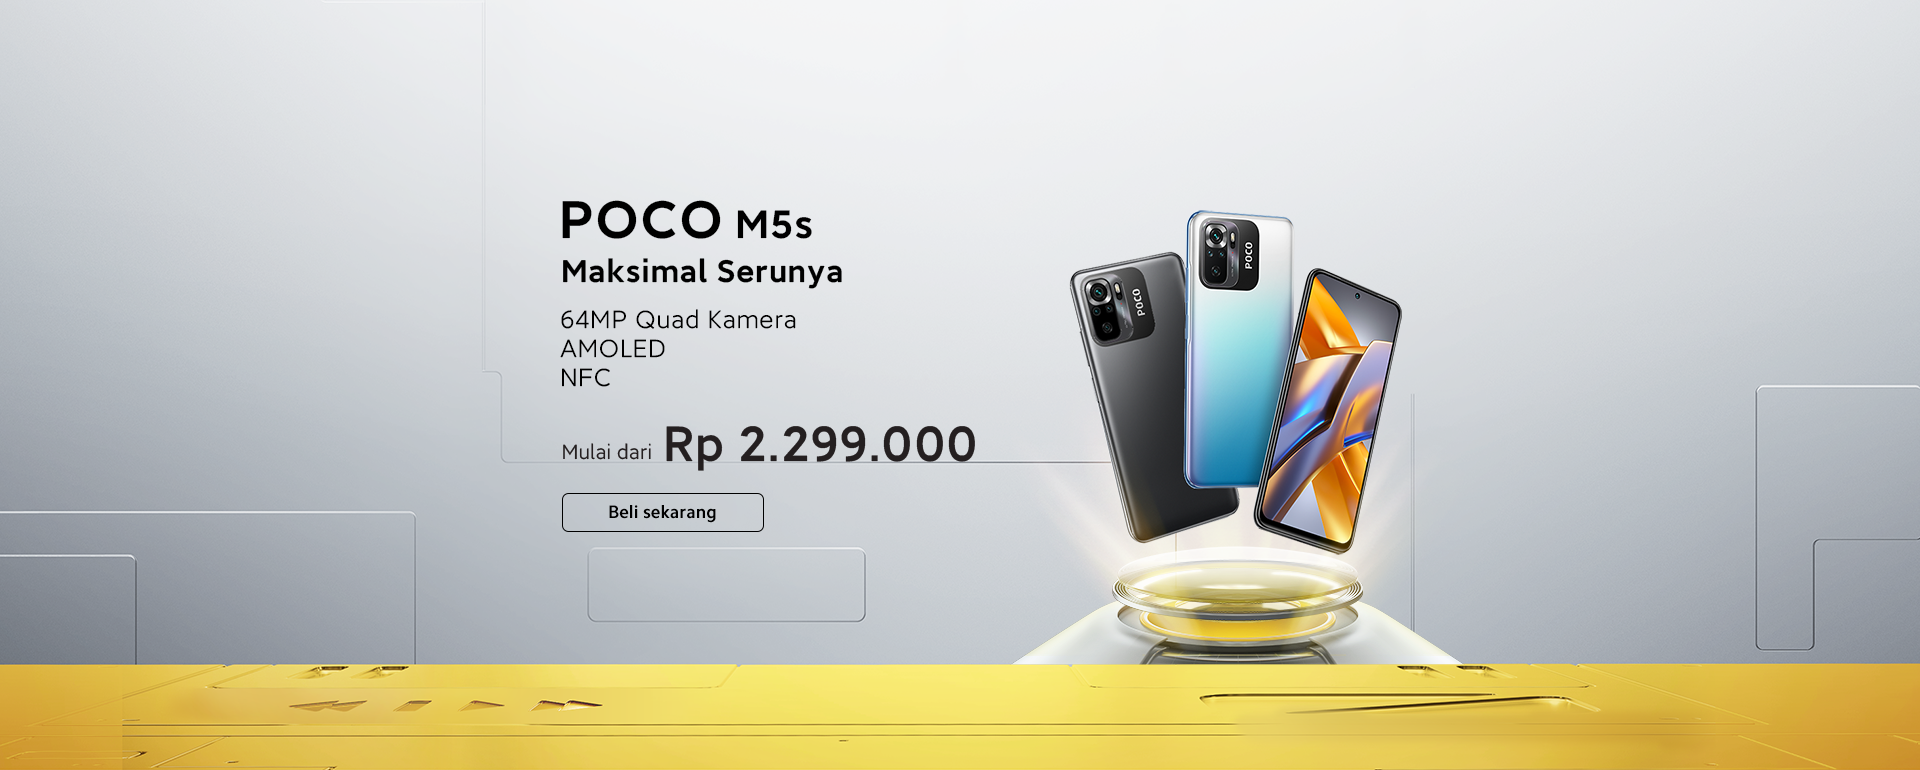 POCO M5s
Maksimal Serunya
64MP Quad Kamera
AMOLED
NFC
Mulai dari Rp 2.299.000
Beli sekarang
POCO
POCO